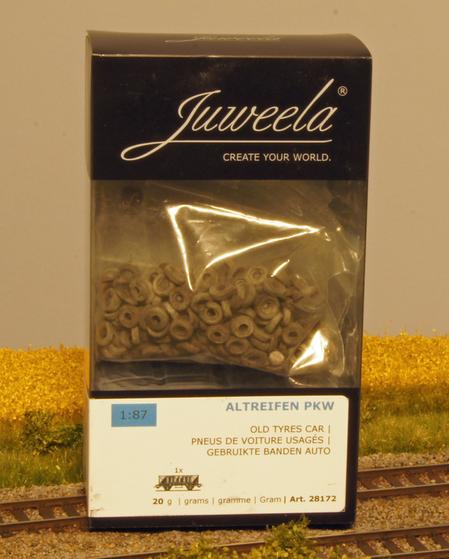 Juweela®
CREATE YOUR WORLD.
1:87
ALTREIFEN PKW
OLD TYRES CAR |
PNEUS DE VOITURE USAGÉS |
GEBRUIKTE BANDEN AUTO
1x
20 g | grams | gramme | Gram | Art. 28172